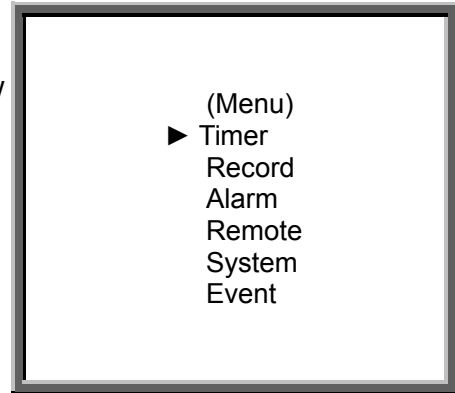 (Menu)
► Timer
Record
Alarm
Remote
System
Event